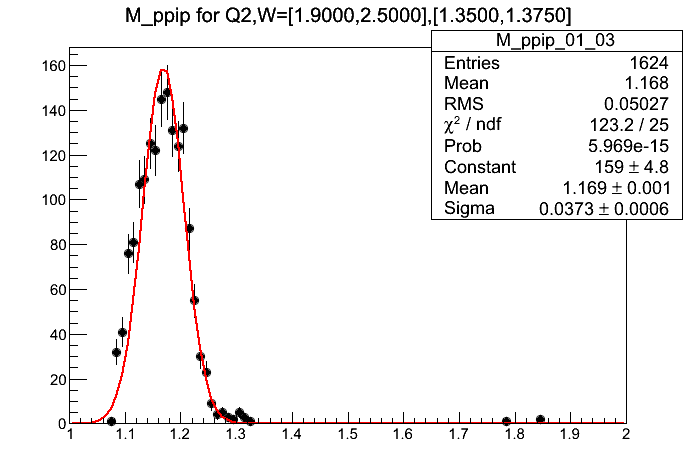 M_ppip for Q2,W=[1.9000,2.5000],[1.3500,1.3750]
M_ppip_01_03
Entries 1624
Mean 1.168
RMS 0.05027
χ² / ndf 123.2 / 25
Prob 5.969e-15
Constant 159 ± 4.8
Mean 1.169 ± 0.001
Sigma 0.0373 ± 0.0006
160
140
120
100
80
60
40
20
0
1 1.1 1.2 1.3 1.4 1.5 1.6 1.7 1.8 1.9 2